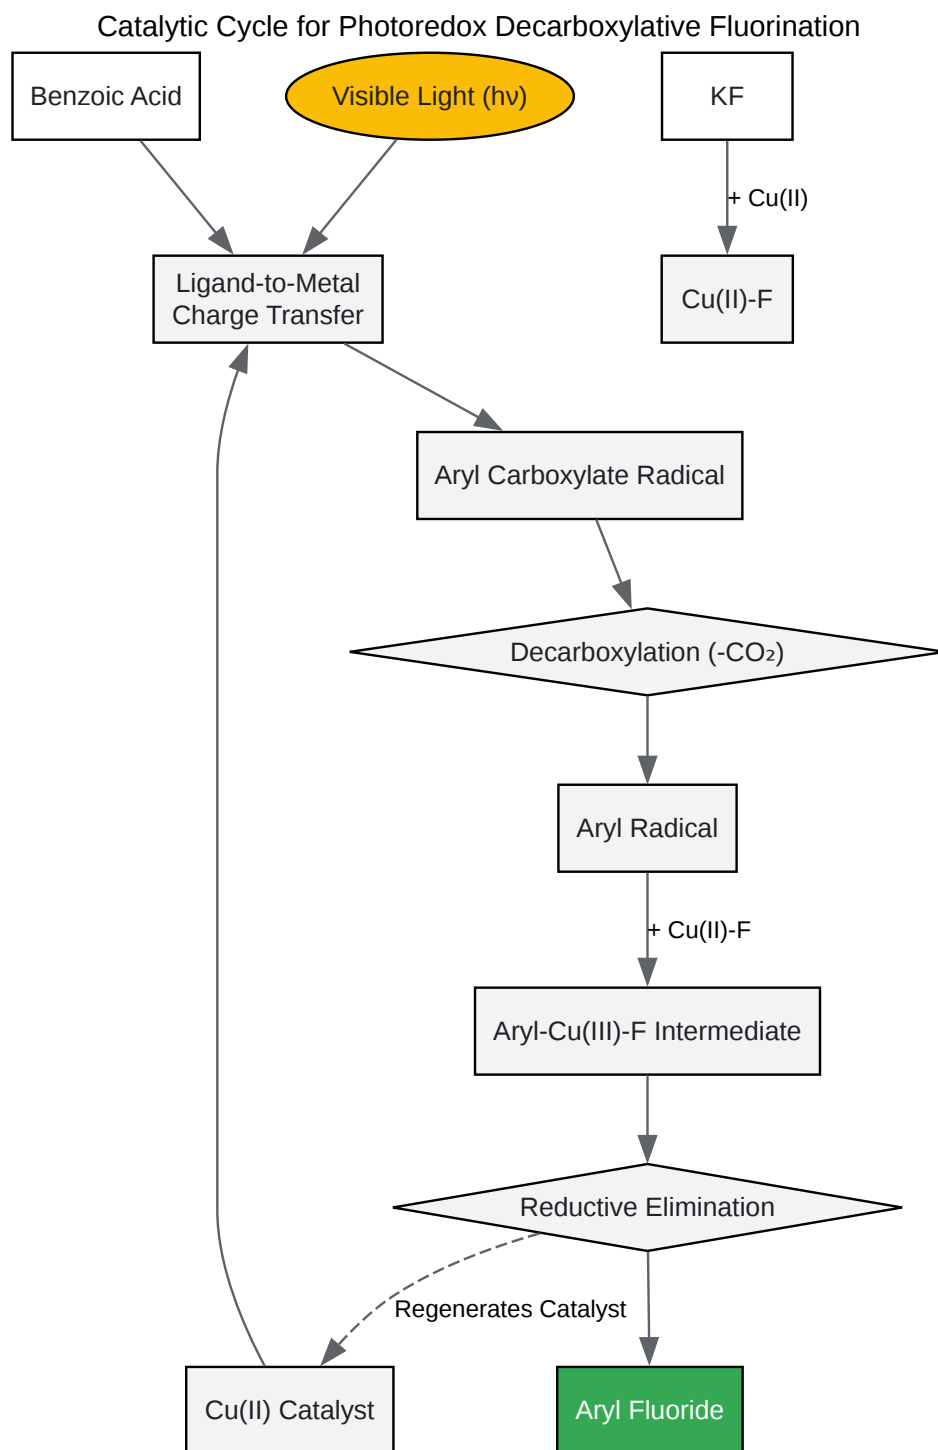 Catalytic Cycle for Photoredox Decarboxylative Fluorination
Benzoic Acid
Visible Light (hν)
KF
+ Cu(II)
Ligand-to-Metal
Charge Transfer
Cu(II)-F
Aryl Carboxylate Radical
Decarboxylation (-CO₂)
Aryl Radical
+ Cu(II)-F
Aryl-Cu(III)-F Intermediate
Reductive Elimination
Regenerates Catalyst
Cu(II) Catalyst
Aryl Fluoride